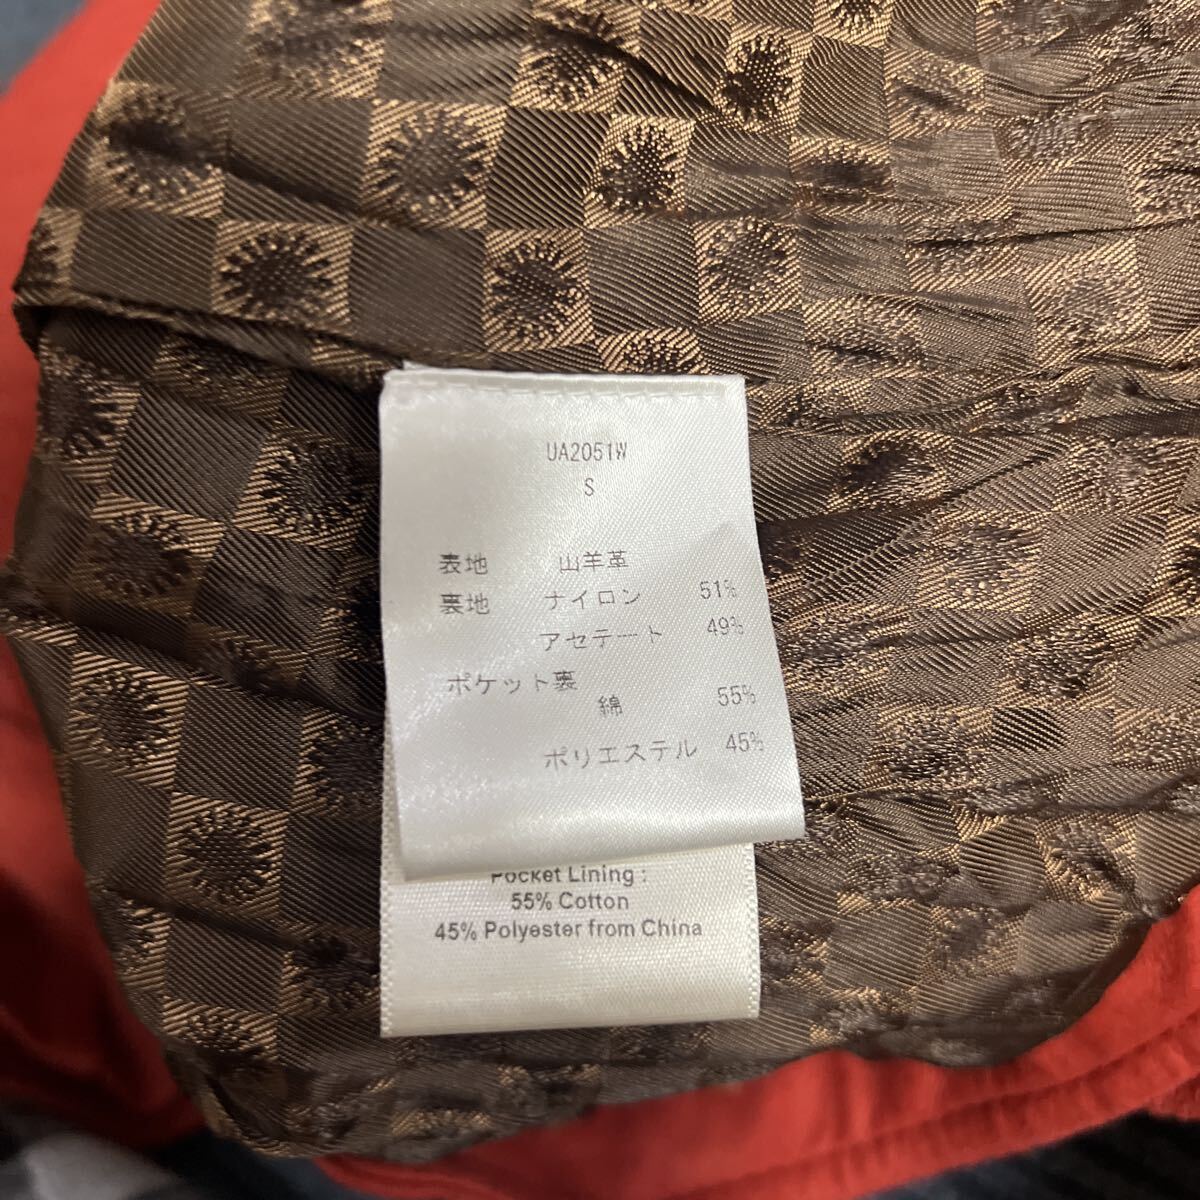 UA2051W
S
表地 山羊革
裏地 ナイロン 51%
アセテート 49%
ポケット裏
綿 55%
ポリエステル 45%
Pocket Lining :
55% Cotton
45% Polyester from China